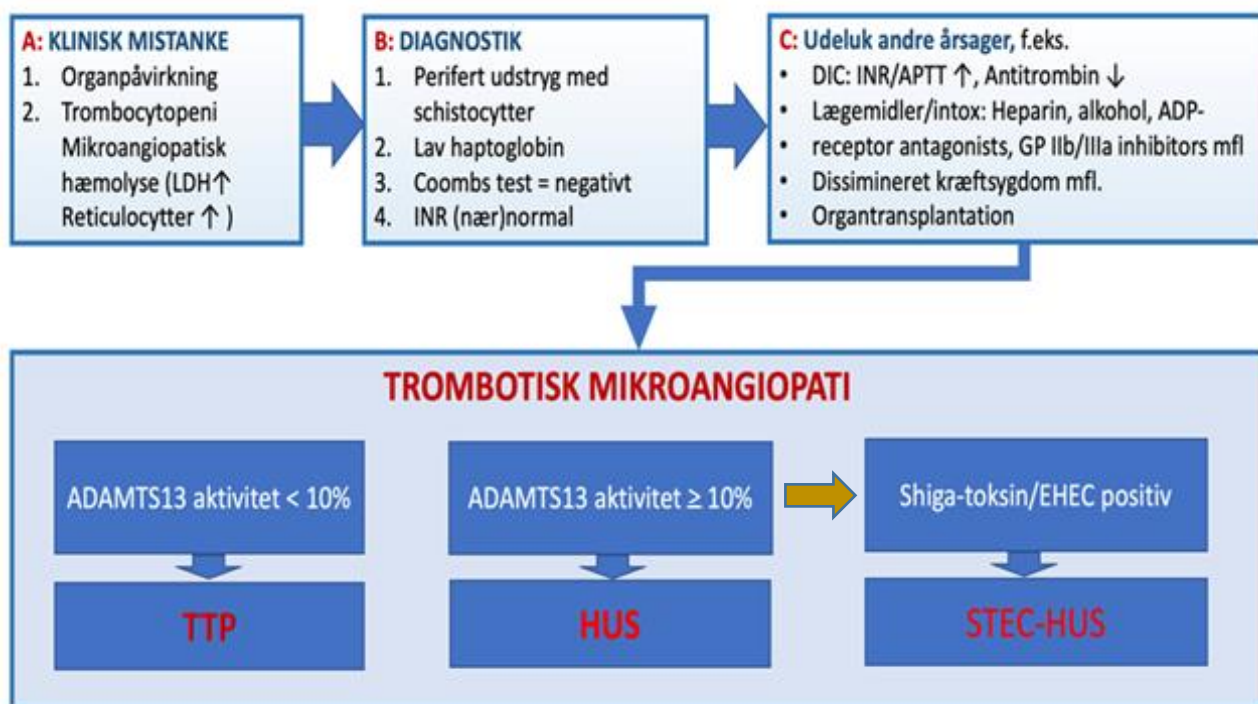 A: KLINISK MISTANKE
1. Organpåvirkning
2. Trombocytopeni
Mikroangiopatisk
hæmolyse (LDH↑
Reticulocytter ↑ )
B: DIAGNOSTIK
1. Perifert udstryg med
schistocytter
2. Lav haptoglobin
3. Coombs test = negativt
4. INR (nær)normal
C: Udeluk andre årsager, f.eks.
• DIC: INR/APTT ↑, Antitrombin ↓
• Lægemidler/intox: Heparin, alkohol, ADP-
• receptor antagonists, GP IIb/IIIa inhibitors mfl
• Dissimineret kræftsygdom mfl.
• Organtransplantation
TROMBOTISK MIKROANGIOPATI
ADAMTS13 aktivitet < 10%
ADAMTS13 aktivitet ≥ 10%
Shiga-toksin/EHEC positiv
TTP
HUS
STEC-HUS